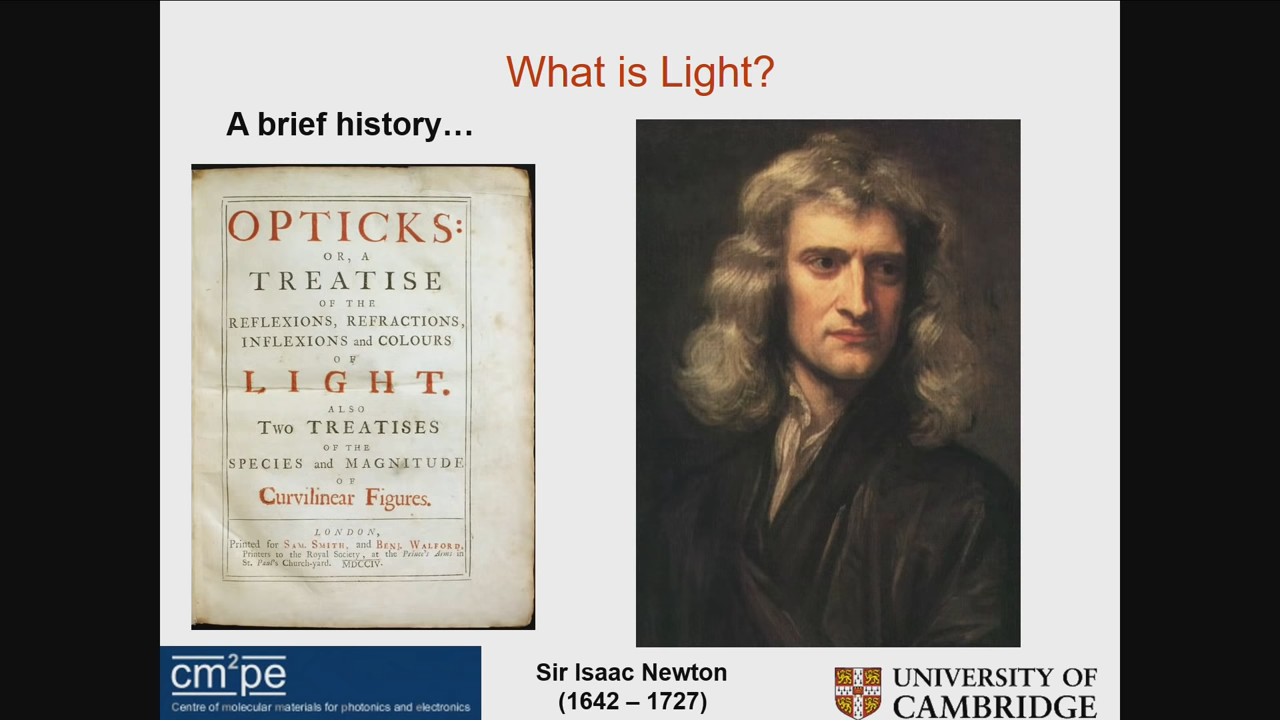 What is Light?
A brief history…
OPTICKS:
OR, A
TREATISE
OF THE
REFLEXIONS, REFRACTIONS,
INFLEXIONS and COLOURS
OF
LIGHT.
ALSO
Two TREATISES
OF THE
SPECIES and MAGNITUDE
OF
Curvilinear Figures.
LONDON,
Printed for SAM. SMITH, and BENJ. WALFORD,
Printers to the Royal Society, at the Prince's Arms in
St. Paul's Church-yard. MDCCIV.
cm²pe
Centre of molecular materials for photonics and electronics
Sir Isaac Newton
(1642 – 1727)
UNIVERSITY OF
CAMBRIDGE